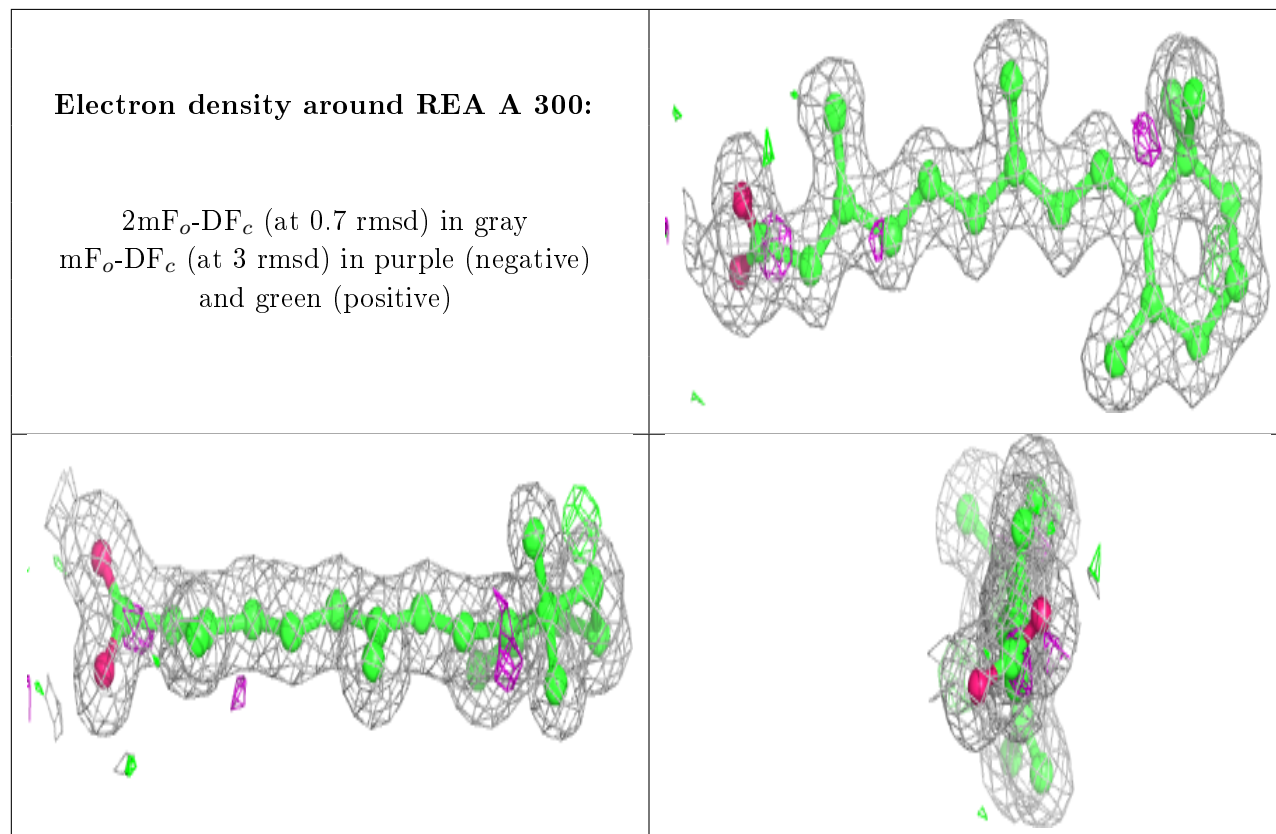 Electron density around REA A 300:
2mFo-DFc (at 0.7 rmsd) in gray
mFo-DFc (at 3 rmsd) in purple (negative)
and green (positive)